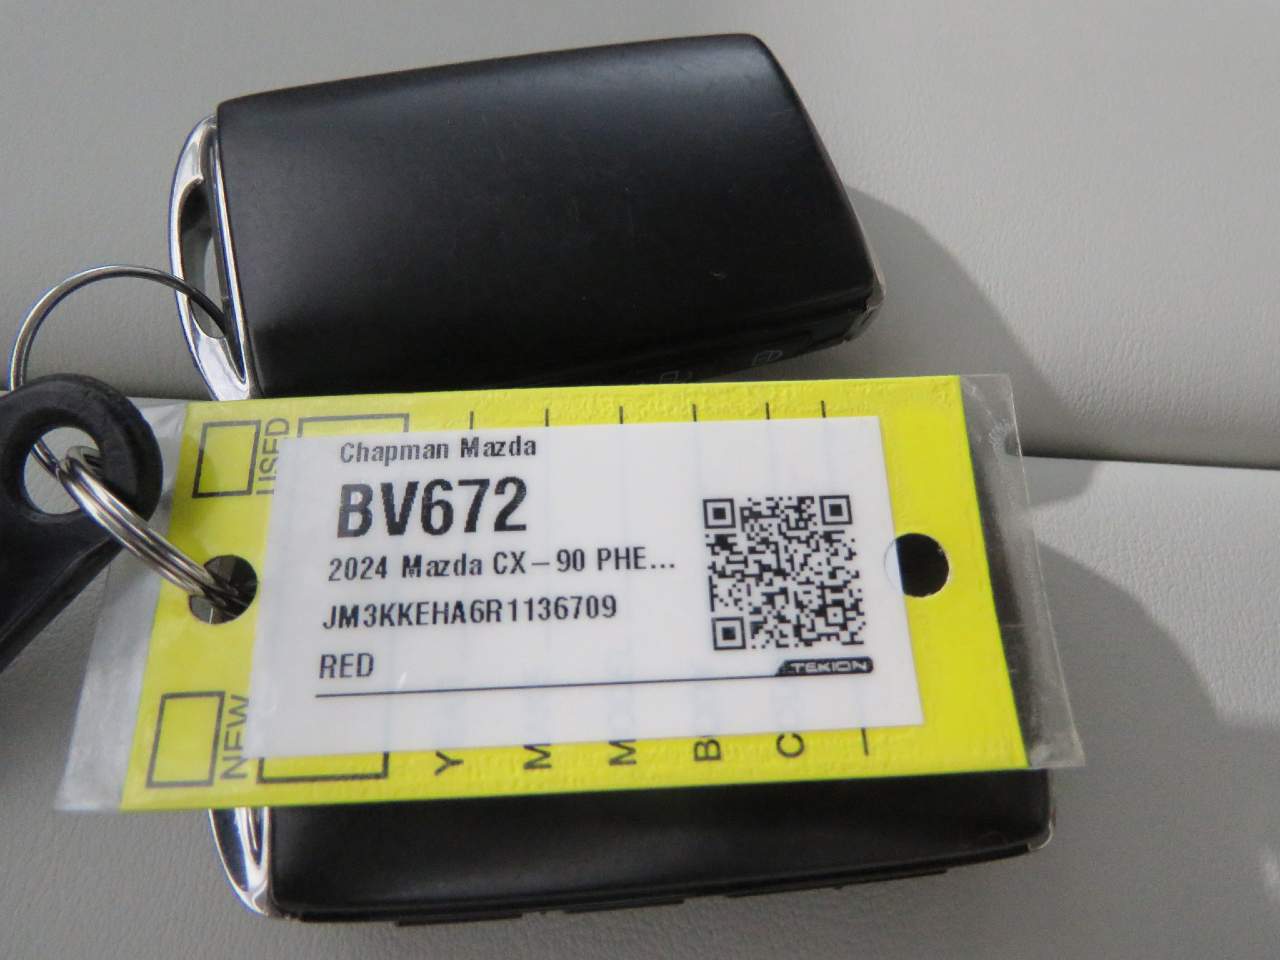 USED
Chapman Mazda
BV672
2024 Mazda CX-90 PHE...
JM3KKEHA6R1136709
RED
TEKION
NEW
Y
M
M
B
C